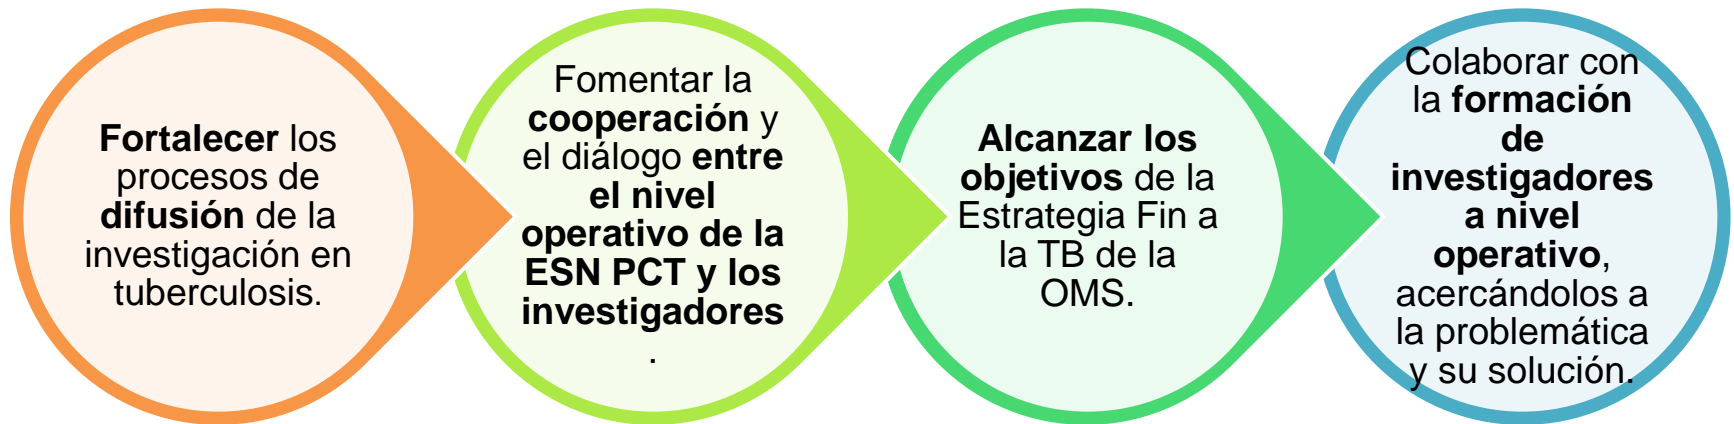 Fortalecer los
procesos de
difusión de la
investigación en
tuberculosis.
Fomentar la
cooperación y
el diálogo entre
el nivel
operativo de la
ESN PCT y los
investigadores
.
Alcanzar los
objetivos de la
Estrategia Fin a
la TB de la
OMS.
Colaborar con
la formación
de
investigadores
a nivel
operativo,
acercándolos a
la problemática
y su solución.